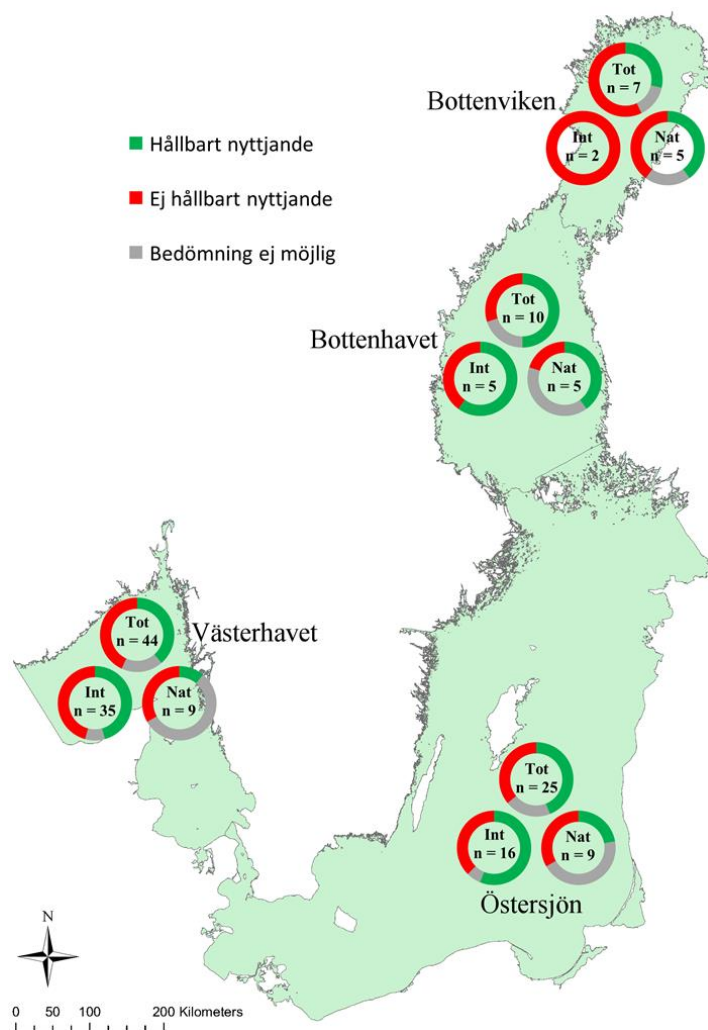 Tot
n = 7
Bottenviken
Int
n = 2
Nat
n = 5
Hållbart nyttjande
Ej hållbart nyttjande
Bedömning ej möjlig
Tot
n = 10
Bottenhavet
Int
n = 5
Nat
n = 5
Tot
n = 44
Västerhavet
Int
n = 35
Nat
n = 9
Tot
n = 25
Int
n = 16
Nat
n = 9
Östersjön
N
0 50 100 200 Kilometers